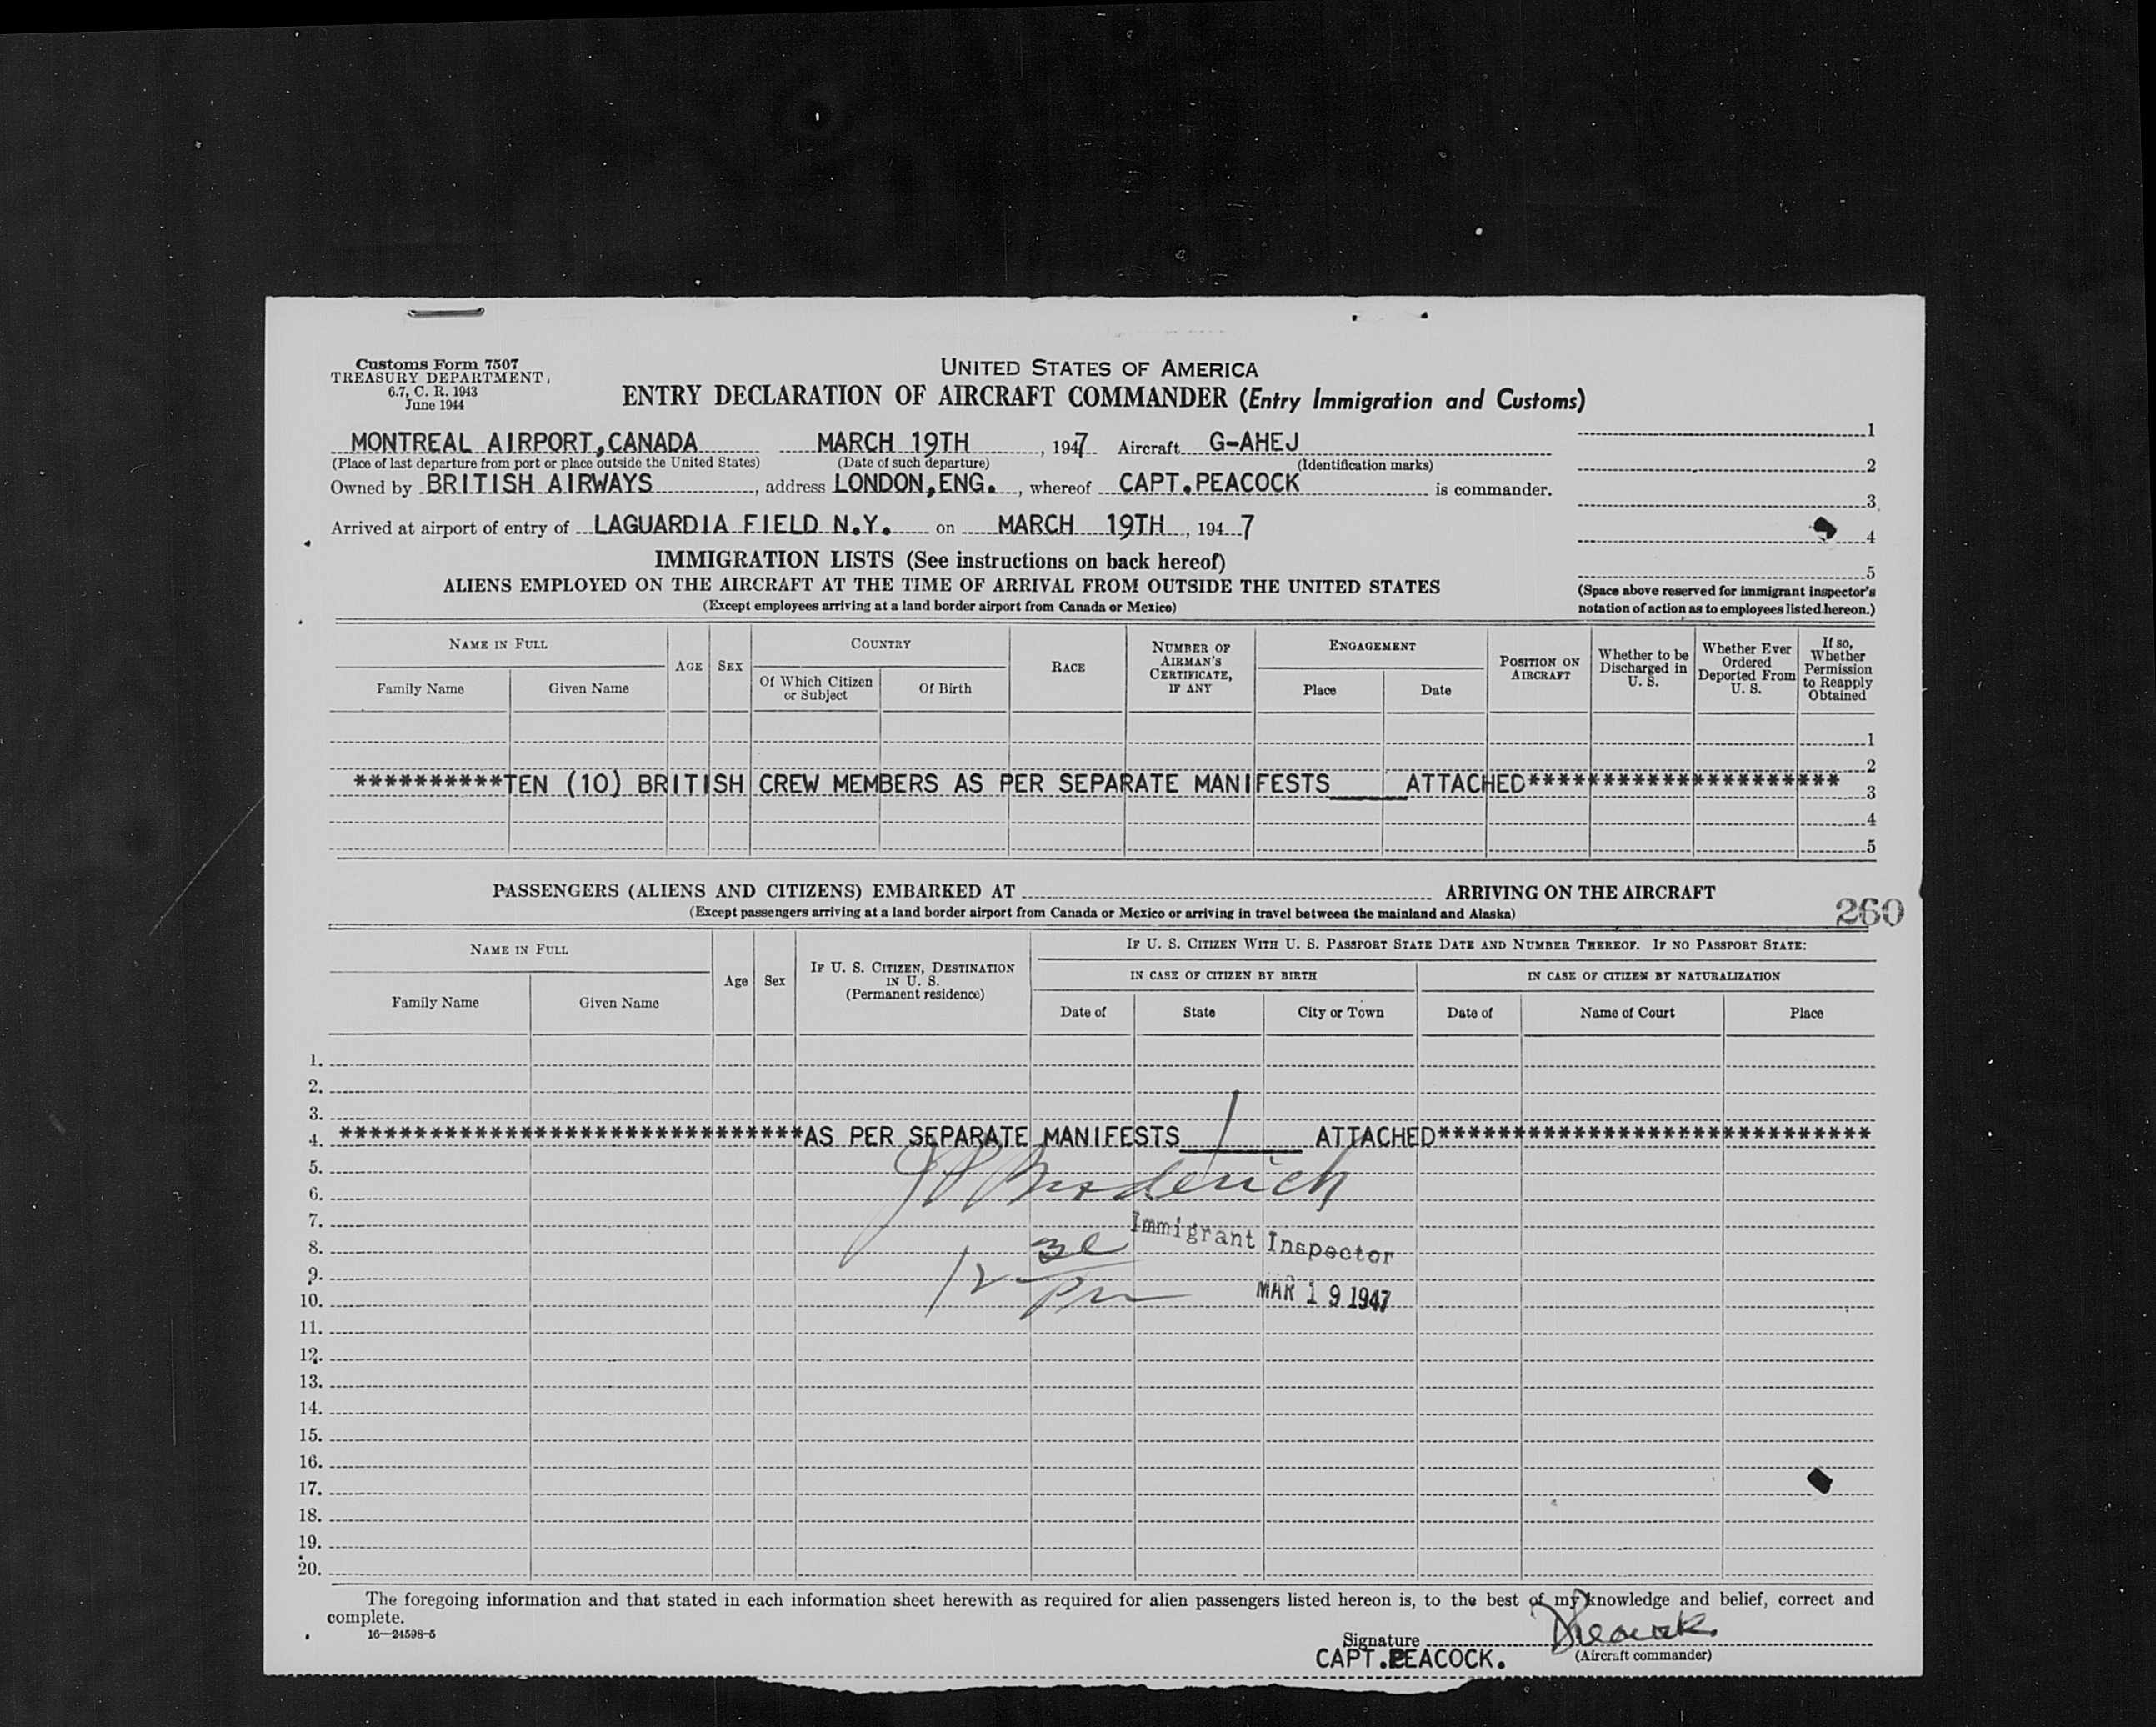 Customs Form 7507
TREASURY DEPARTMENT,
6.7, C. R. 1943
June 1944
UNITED STATES OF AMERICA
ENTRY DECLARATION OF AIRCRAFT COMMANDER (Entry Immigration and Customs)
MONTREAL AIRPORT, CANADA MARCH 19TH, 1947 Aircraft G-AHEJ 1
(Place of last departure from port or place outside the United States) (Date of such departure) (Identification marks) 2
Owned by BRITISH AIRWAYS, address LONDON, ENG., whereof CAPT. PEACOCK is commander.
3
Arrived at airport of entry of LAGUARDIA FIELD N.Y. on MARCH 19TH, 1947
4
IMMIGRATION LISTS (See instructions on back hereof)
5
ALIENS EMPLOYED ON THE AIRCRAFT AT THE TIME OF ARRIVAL FROM OUTSIDE THE UNITED STATES
(Except employees arriving at a land border airport from Canada or Mexico)
(Space above reserved for immigrant inspector's
notation of action as to employees listed hereon.)
NAME IN FULL
Family Name
Given Name
AGE
SEX
COUNTRY
Of Which Citizen
or Subject
Of Birth
RACE
NUMBER OF
AIRMAN'S
CERTIFICATE,
IF ANY
ENGAGEMENT
Place
Date
POSITION ON
AIRCRAFT
Whether to be
Discharged in
U. S.
Whether Ever
Ordered
Deported From
U. S.
If so,
Whether
Permission
to Reapply
Obtained
1
2
**********TEN (10) BRITISH CREW MEMBERS AS PER SEPARATE MANIFESTS ATTACHED********************* 3
4
5
PASSENGERS (ALIENS AND CITIZENS) EMBARKED AT ARRIVING ON THE AIRCRAFT
(Except passengers arriving at a land border airport from Canada or Mexico or arriving in travel between the mainland and Alaska)
260
NAME IN FULL
Family Name
Given Name
Age
Sex
IF U. S. CITIZEN, DESTINATION
IN U. S.
(Permanent residence)
IF U. S. CITIZEN WITH U. S. PASSPORT STATE DATE AND NUMBER THEREOF. IF NO PASSPORT STATE:
IN CASE OF CITIZEN BY BIRTH
IN CASE OF CITIZEN BY NATURALIZATION
Date of
State
City or Town
Date of
Name of Court
Place
1.
2.
3.
4. *******************************AS PER SEPARATE MANIFESTS 1 ATTACHED*****************************
5.
6.
7. Immigrant Inspector
8.
9.
10. MAR 19 1947
11.
12.
13.
14.
15.
16.
17.
18.
19.
20.
The foregoing information and that stated in each information sheet herewith as required for alien passengers listed hereon is, to the best of my knowledge and belief, correct and
complete.
16—24598-5
Signature DPeacock
CAPT. PEACOCK. (Aircraft commander)